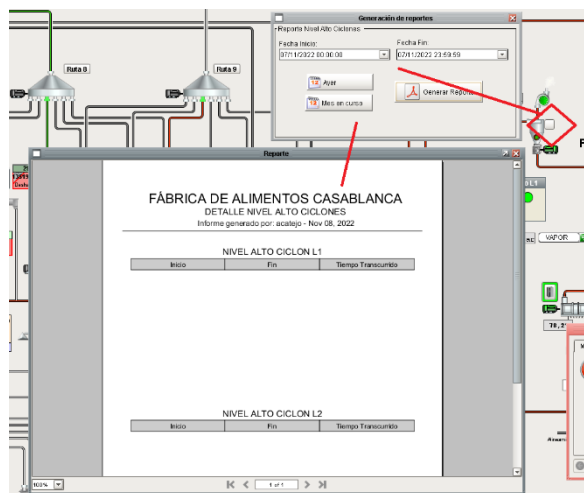 Generación de reportes
Reporte Nivel Alto Ciclones
Fecha Inicio:
Fecha Fin:
07/11/2022 00:00:00
07/11/2022 23:59:59
Ayer
Mes en curso
Generar Reporte
Ruta 8
Ruta 9
L1
VAPOR
Reporte
FÁBRICA DE ALIMENTOS CASABLANCA
DETALLE NIVEL ALTO CICLONES
Informe generado por: acatejo - Nov 08, 2022
NIVEL ALTO CICLON L1
Inicio Fin Tiempo Transcurrido
NIVEL ALTO CICLON L2
Inicio Fin Tiempo Transcurrido
100%
1 of 1